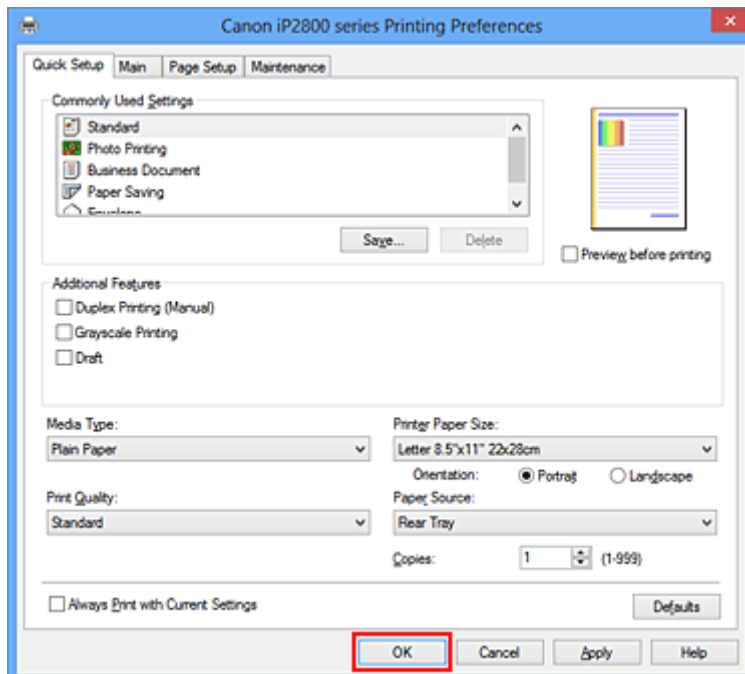 Canon iP2800 series Printing Preferences
Quick Setup Main Page Setup Maintenance
Commonly Used Settings
Standard
Photo Printing
Business Document
Paper Saving
Envelope
Save... Delete
Preview before printing
Additional Features
Duplex Printing (Manual)
Grayscale Printing
Draft
Media Type:
Plain Paper
Printer Paper Size:
Letter 8.5"x11" 22x28cm
Orientation: Portrait Landscape
Print Quality:
Standard
Paper Source:
Rear Tray
Copies: 1 (1-999)
Always Print with Current Settings
Defaults
OK Cancel Apply Help